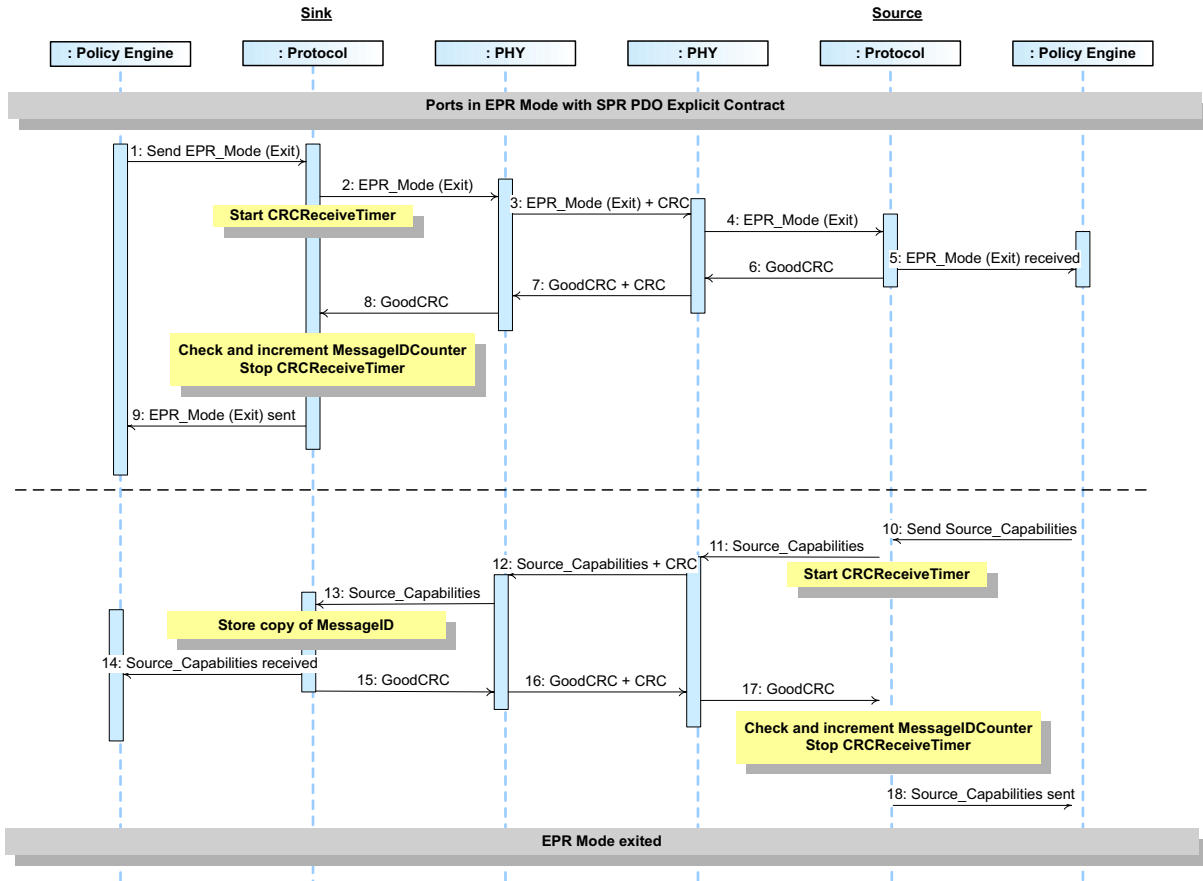 Sink
Source
: Policy Engine
: Protocol
: PHY
: PHY
: Protocol
: Policy Engine
Ports in EPR Mode with SPR PDO Explicit Contract
1: Send EPR_Mode (Exit)
2: EPR_Mode (Exit)
Start CRCReceiveTimer
3: EPR_Mode (Exit) + CRC
4: EPR_Mode (Exit)
5: EPR_Mode (Exit) received
6: GoodCRC
7: GoodCRC + CRC
8: GoodCRC
Check and increment MessageIDCounter
Stop CRCReceiveTimer
9: EPR_Mode (Exit) sent
10: Send Source_Capabilities
11: Source_Capabilities
Start CRCReceiveTimer
12: Source_Capabilities + CRC
13: Source_Capabilities
Store copy of MessageID
14: Source_Capabilities received
15: GoodCRC
16: GoodCRC + CRC
17: GoodCRC
Check and increment MessageIDCounter
Stop CRCReceiveTimer
18: Source_Capabilities sent
EPR Mode exited